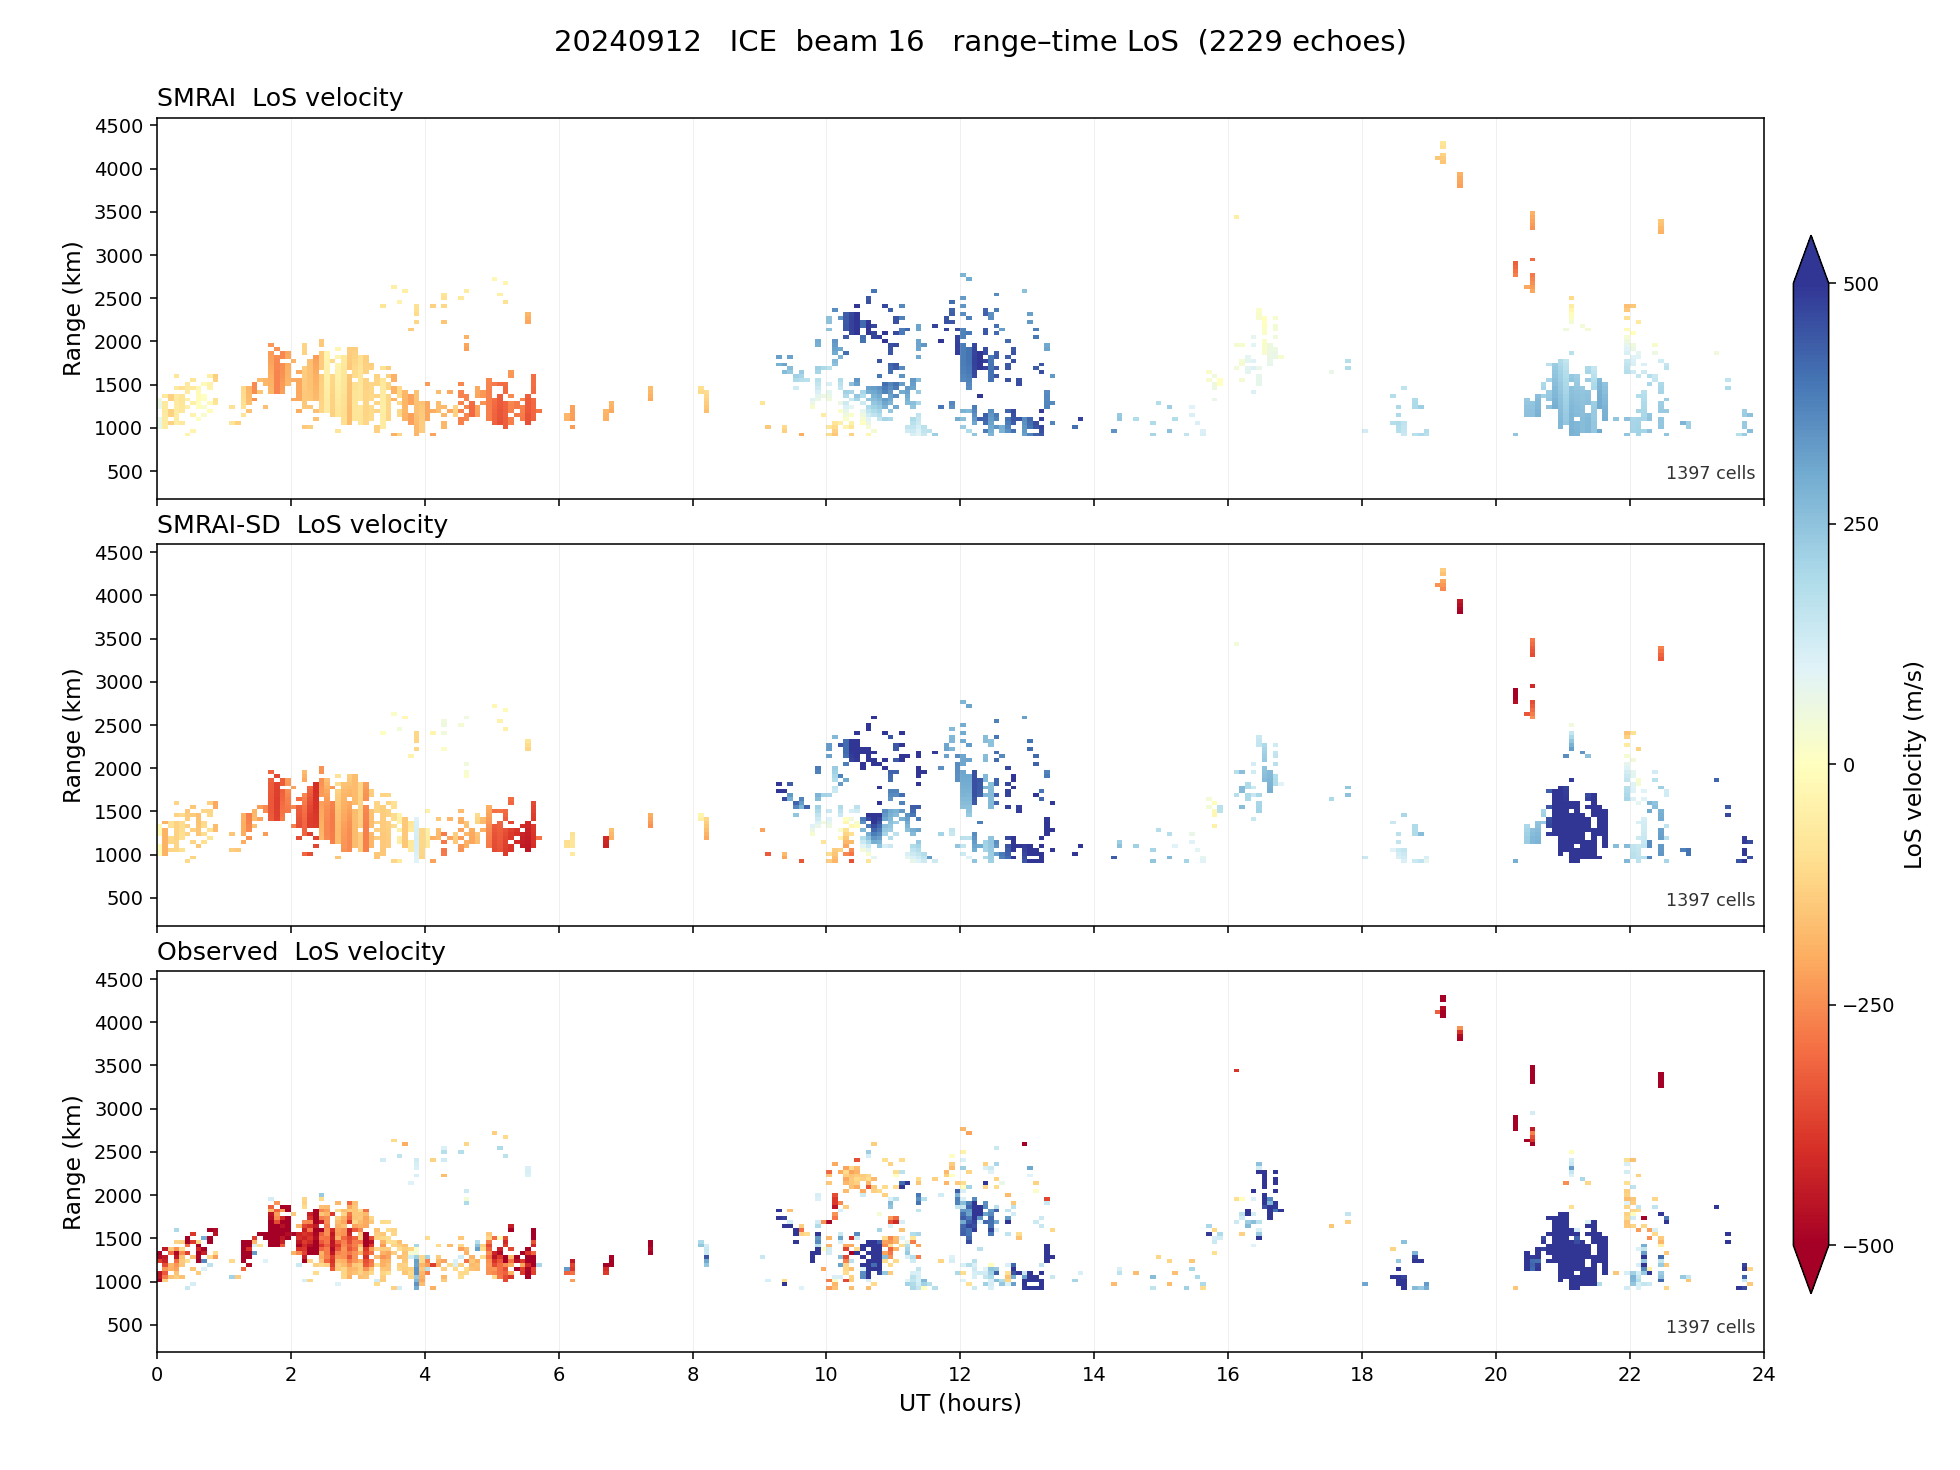 20240912   ICE  beam 16   range–time LoS  (2229 echoes)
SMRAI  LoS velocity
4500
4000
3500
3000
2500
2000
1500
1000
500
Range (km)
1397 cells
SMRAI-SD  LoS velocity
4500
4000
3500
3000
2500
2000
1500
1000
500
Range (km)
1397 cells
Observed  LoS velocity
4500
4000
3500
3000
2500
2000
1500
1000
500
Range (km)
1397 cells
0 2 4 6 8 10 12 14 16 18 20 22 24
UT (hours)
500
250
0
−250
−500
LoS velocity (m/s)